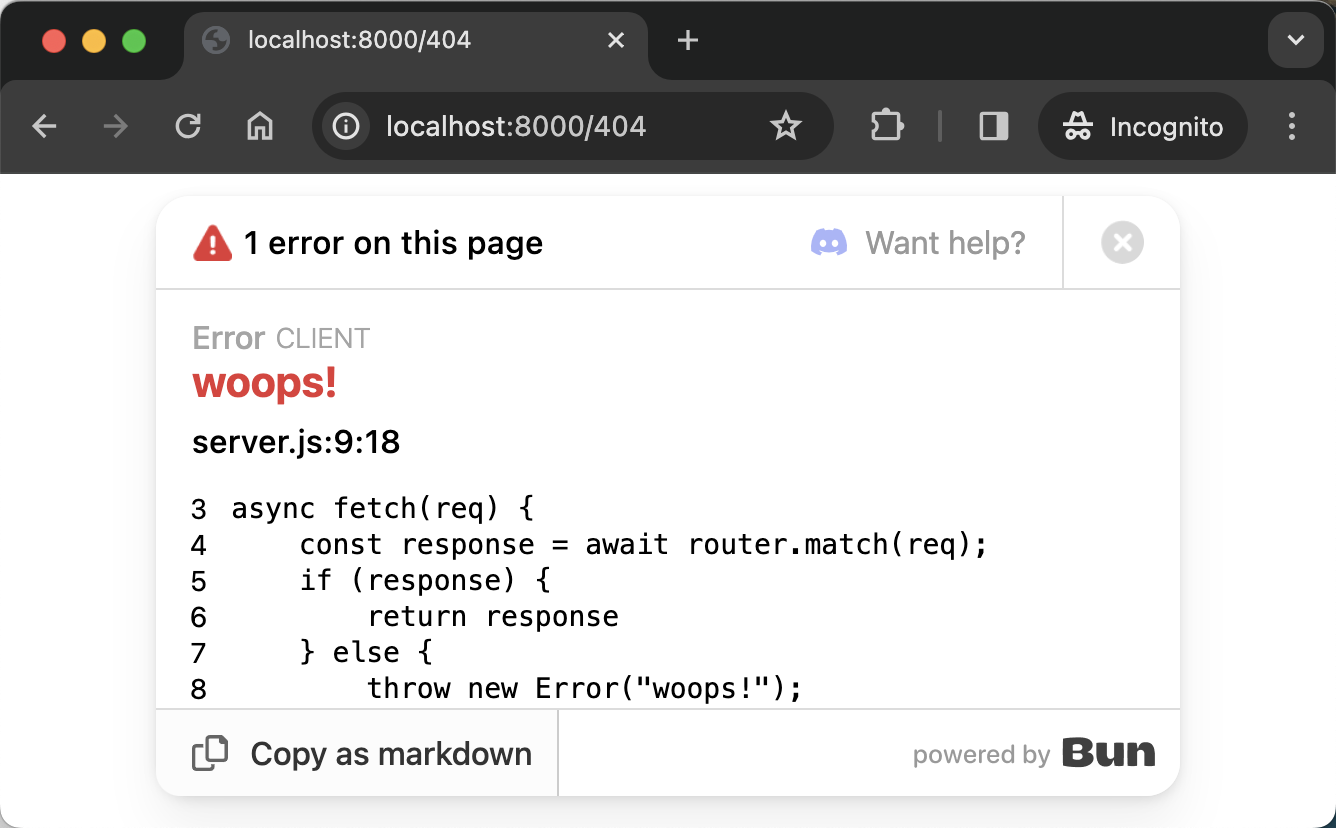 localhost:8000/404
localhost:8000/404
Incognito
1 error on this page
Want help?
Error CLIENT
woops!
server.js:9:18
3 async fetch(req) {
4     const response = await router.match(req);
5     if (response) {
6         return response
7     } else {
8         throw new Error("woops!");
Copy as markdown
powered by Bun